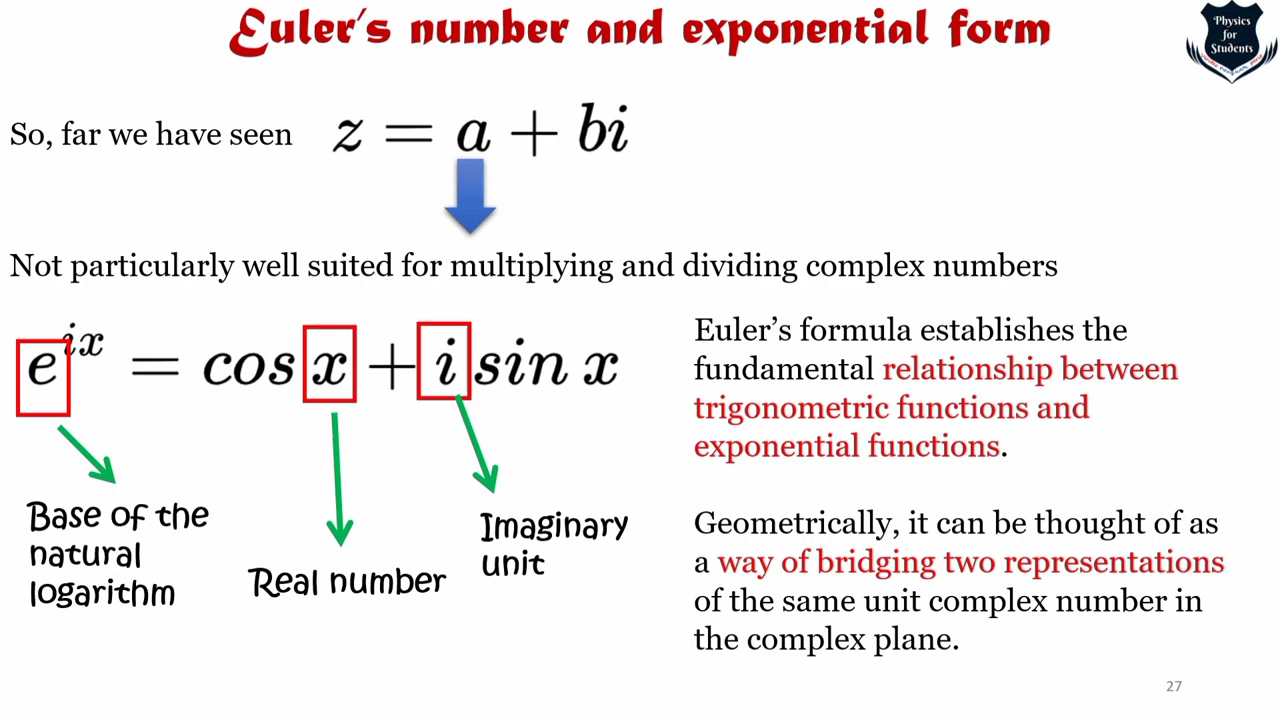 Euler's number and exponential form
Physics
for
Students
So, far we have seen z = a + bi
Not particularly well suited for multiplying and dividing complex numbers
e^{ix} = cos x + i sin x
Base of the
natural
logarithm
Real number
Imaginary
unit
Euler's formula establishes the
fundamental relationship between
trigonometric functions and
exponential functions.
Geometrically, it can be thought of as
a way of bridging two representations
of the same unit complex number in
the complex plane.
27